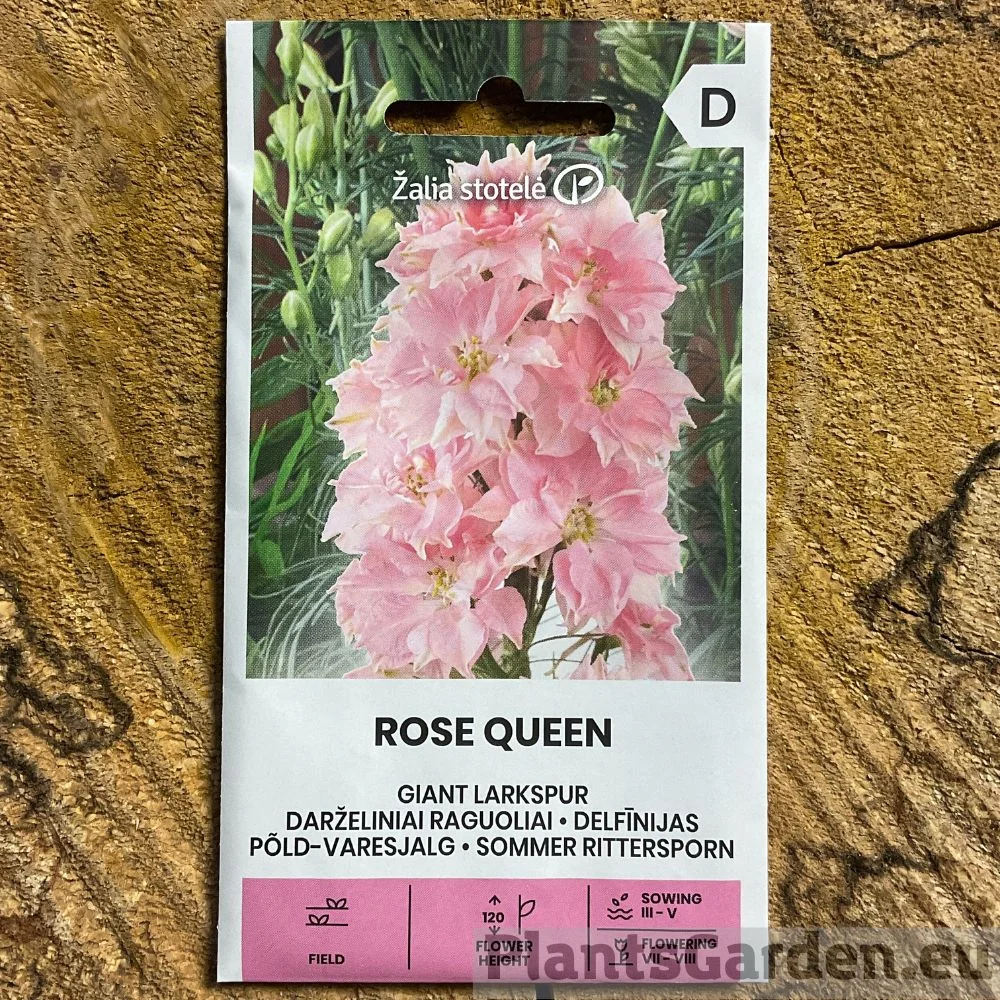 D
Žalia stotelė
ROSE QUEEN
GIANT LARKSPUR
DARŽELINIAI RAGUOLIAI • DELFĪNIJAS
PÕLD-VARESJALG • SOMMER RITTERSPORN
FIELD
120
FLOWER
HEIGHT
SOWING
III - V
FLOWERING
VII - VIII
PlantsGarden.eu